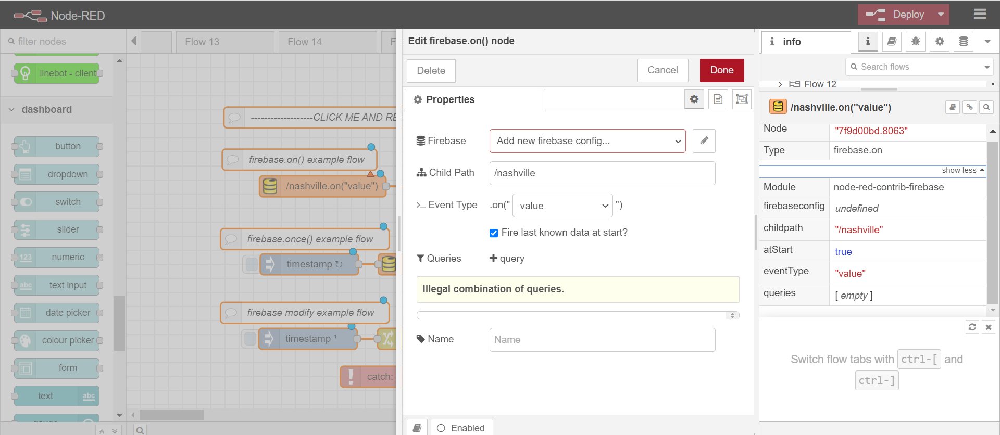 Node-RED
Deploy
filter nodes
Flow 13
Flow 14
linebot - client
dashboard
button
dropdown
switch
slider
123 numeric
abc text input
date picker
colour picker
form
text abc
-------------------CLICK ME AND RE
firebase.on() example flow
/nashville.on("value")
firebase.once() example flow
timestamp ↻
firebase modify example flow
timestamp ¹
catch:
Edit firebase.on() node
Delete
Cancel
Done
Properties
Firebase
Add new firebase config...
Child Path
/nashville
Event Type
.on(" value ")
Fire last known data at start?
Queries
query
Illegal combination of queries.
Name
Name
Enabled
i info
i
Search flows
Flow 12
/nashville.on("value")
Node "7f9d00bd.8063"
Type firebase.on
show less
Module node-red-contrib-firebase
firebaseconfig undefined
childpath "/nashville"
atStart true
eventType "value"
queries [ empty ]
Switch flow tabs with ctrl-[ and
ctrl-]